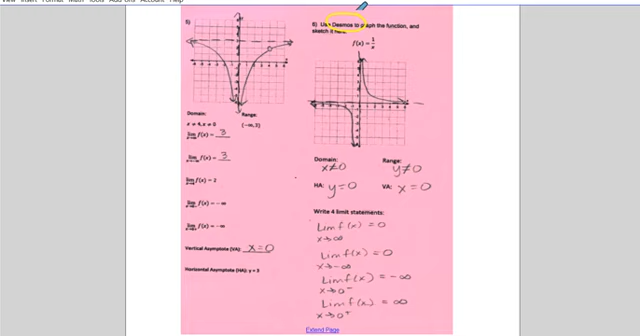 View Insert Format Math Tools Add-ons Account Help
5)
Domain:
Range:
x ≠ 4, x ≠ 0
(-∞, 3)
lim f(x) = 3
lim f(x) = 3
lim f(x) = 2
lim f(x) = -∞
lim f(x) = -∞
Vertical Asymptote (VA): x=0
Horizontal Asymptote (HA): y = 3
6) Use Desmos to graph the function, and
sketch it here.
f(x) = 1/x
Domain:
Range:
x≠0
y≠0
HA: y=0
VA: x=0
Write 4 limit statements:
Lim f(x) = 0
x→∞
Lim f(x) = 0
x→-∞
Lim f(x) = -∞
x→0⁻
Lim f(x) = ∞
x→0⁺
Extend Page